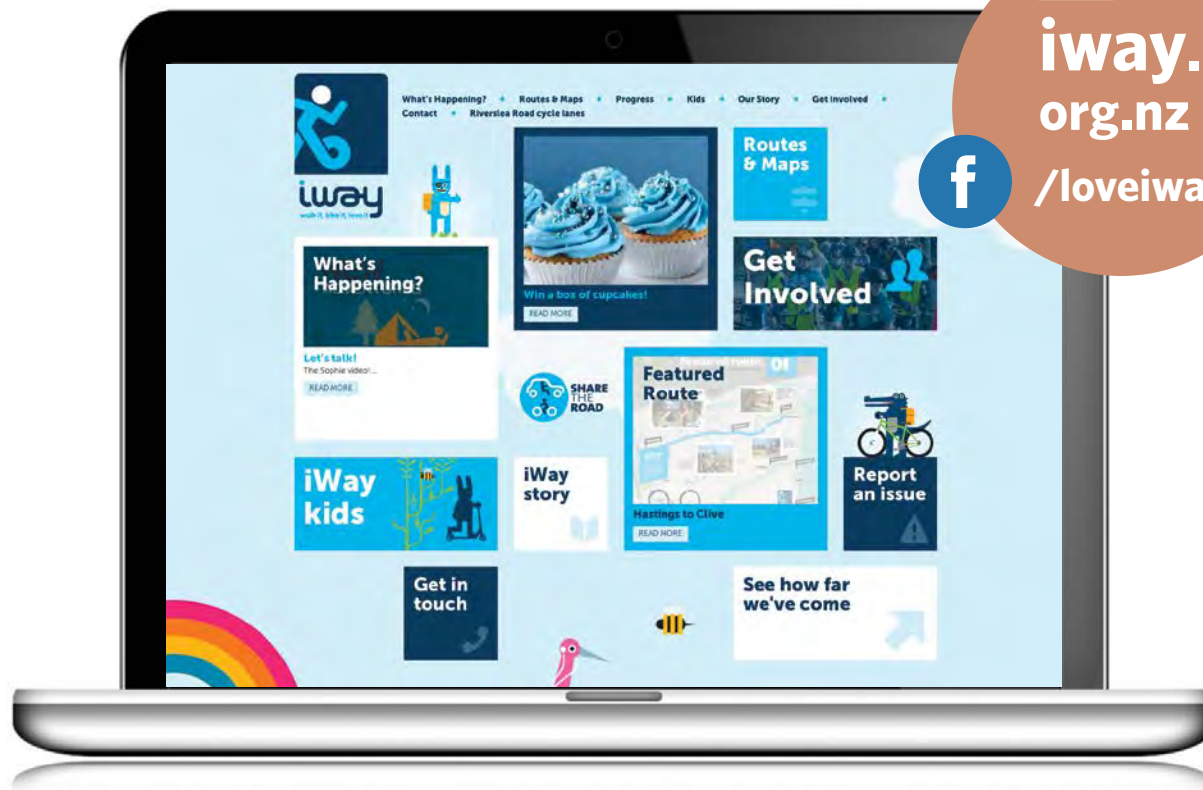 iway.
org.nz
/loveiwa
f
What's Happening? Routes & Maps Progress Kids Our Story Get Involved
Contact Riverslea Road cycle lanes
iway
walk it, bike it, love it
Win a box of cupcakes!
READ MORE
Routes
& Maps
What's
Happening?
Let's talk!
The Sophie video!...
READ MORE
Get
Involved
SHARE
THE
ROAD
Featured
Route
01
Hastings to Clive
READ MORE
Report
an issue
iWay
kids
iWay
story
Get in
touch
See how far
we've come